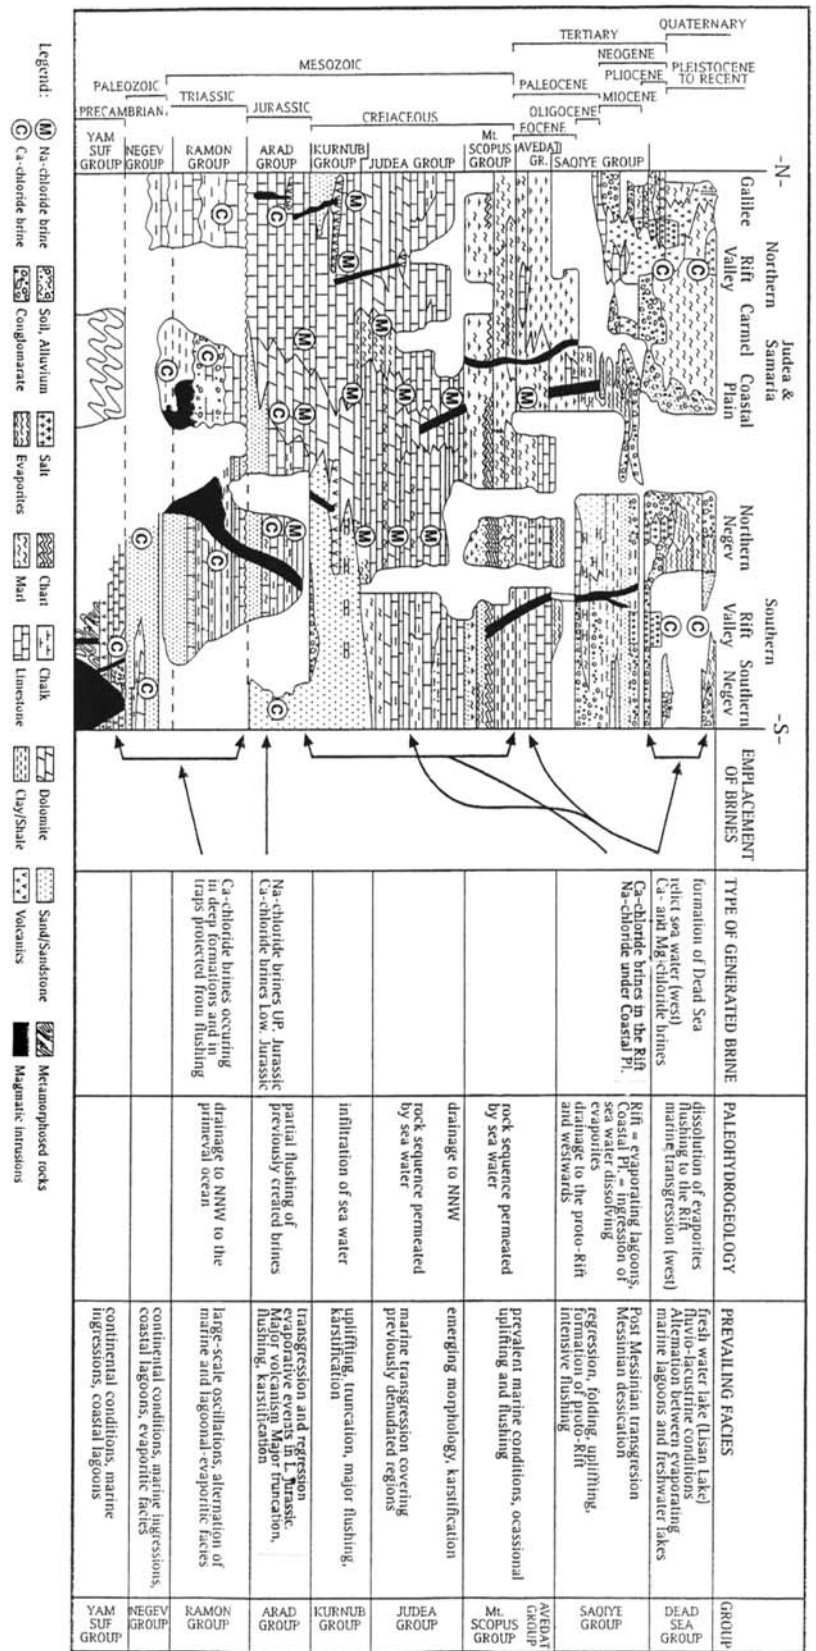 QUATERNARY
TERTIARY
NEOGENE
PLIOCENE
PLEISTOCENE
TO RECENT
MESOZOIC
PALEOZOIC
PALEOCENE
MIOCENE
TRIASSIC
JURASSIC
OLIGOCENE
PRECAMBRIAN
CRETACEOUS
EOCENE
YAM
SUF
GROUP
NEGEV
GROUP
RAMON
GROUP
ARAD
GROUP
KURNUB
GROUP
JUDEA GROUP
Mt.
SCOPUS
GROUP
AVEDAT
GR.
SAQIYE GROUP
-N-
Galilee
Northern
Rift
Valley
Carmel
Judea &
Samaria
Coastal
Plain
Northern
Negev
Southern
Rift
Valley
Southern
Negev
-S-
EMPLACEMENT
OF BRINES
TYPE OF GENERATED BRINE
formation of Dead Sea
relict sea water (west)
Ca- and Mg-chloride brines
Ca-chloride brines in the Rift
Na-chloride under Coastal Pl.
Na-chloride brines UP. Jurassic
Ca-chloride brines Low. Jurassic
Ca-chloride brines occuring
in deep formations and in
traps protected from flushing
PALEOHYDROGEOLOGY
dissolution of evaporites
flushing to the Rift
marine transgression (west)
Rift = evaporating lagoons,
Coastal Pl. = ingression of
sea water dissolving
evaporites
drainage to the proto-Rift
and westwards
rock sequence permeated
by sea water
drainage to NNW
rock sequence permeated
by sea water
infiltration of sea water
partial flushing of
previously created brines
drainage to NNW to the
primeval ocean
PREVAILING FACIES
fresh water lake (Lisan Lake)
fluvio-lacustrine conditions
Alternation between evaporating
marine lagoons and freshwater lakes
Post Messinian transgresion
Messinian dessication
regression, folding, uplifting,
formation of proto-Rift
intensive flushing
prevalent marine conditions, ocassional
uplifting and flushing
emerging morphology, karstification
marine transgression covering
previously denudated regions
upliffting, truncation, major flushing,
karstification
transgression and regression
evaporative events in L. Jurassic.
Major volcanism Major truncation,
flushing, karstification
large-scale oscillations, alternation of
marine and lagoonal-evaporitic facies
continental conditions, marine ingressions,
coastal lagoons, evaporitic facies
continental conditions, marine
ingressions, coastal lagoons
GROUP
DEAD
SEA
GROUP
SAQIYE
GROUP
AVEDAT
GROUP
Mt.
SCOPUS
GROUP
JUDEA
GROUP
KURNUB
GROUP
ARAD
GROUP
RAMON
GROUP
NEGEV
GROUP
YAM
SUF
GROUP
Legend:
M Na-chloride brine
C Ca-chloride brine
Soil, Alluvium
Conglomarate
Salt
Evaporites
Chart
Marl
Chalk
Limestone
Dolomite
Clay/Shale
Sand/Sandstone
Volcanics
Metamorphosed rocks
Magmatic intrusions